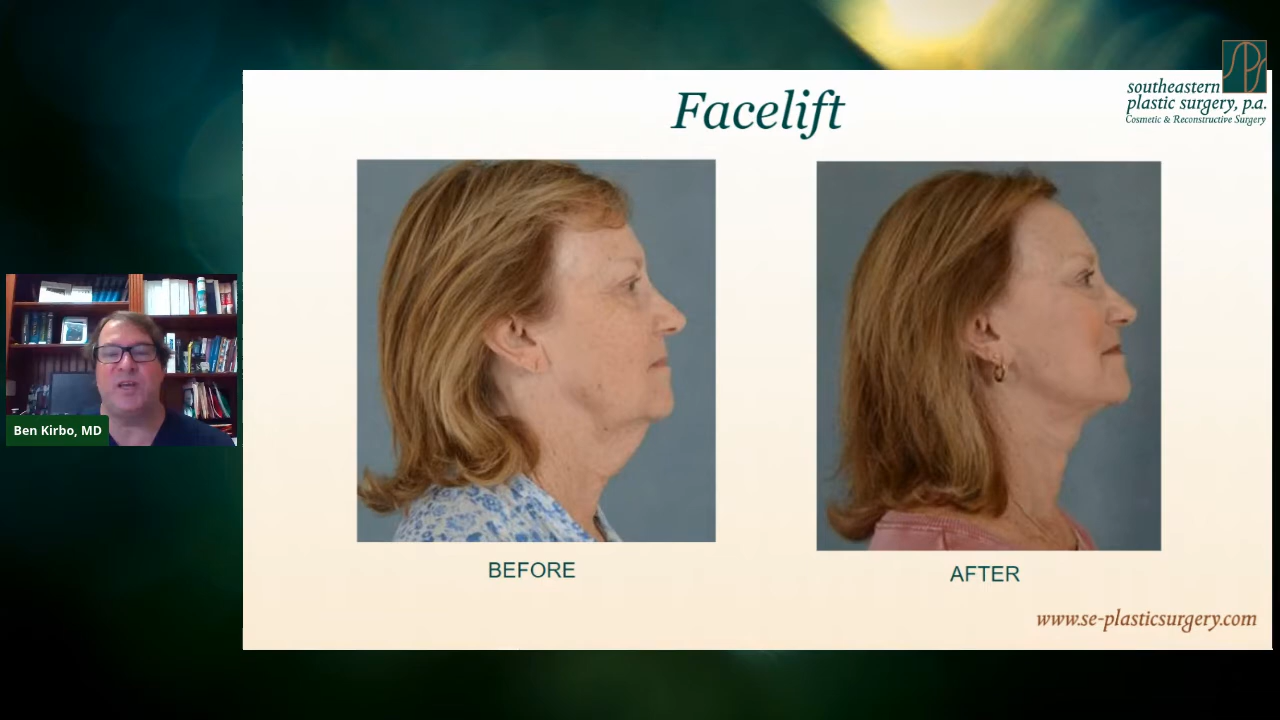 Facelift
southeastern
plastic surgery, p.a.
Cosmetic & Reconstructive Surgery
Ben Kirbo, MD
BEFORE
AFTER
www.se-plasticsurgery.com